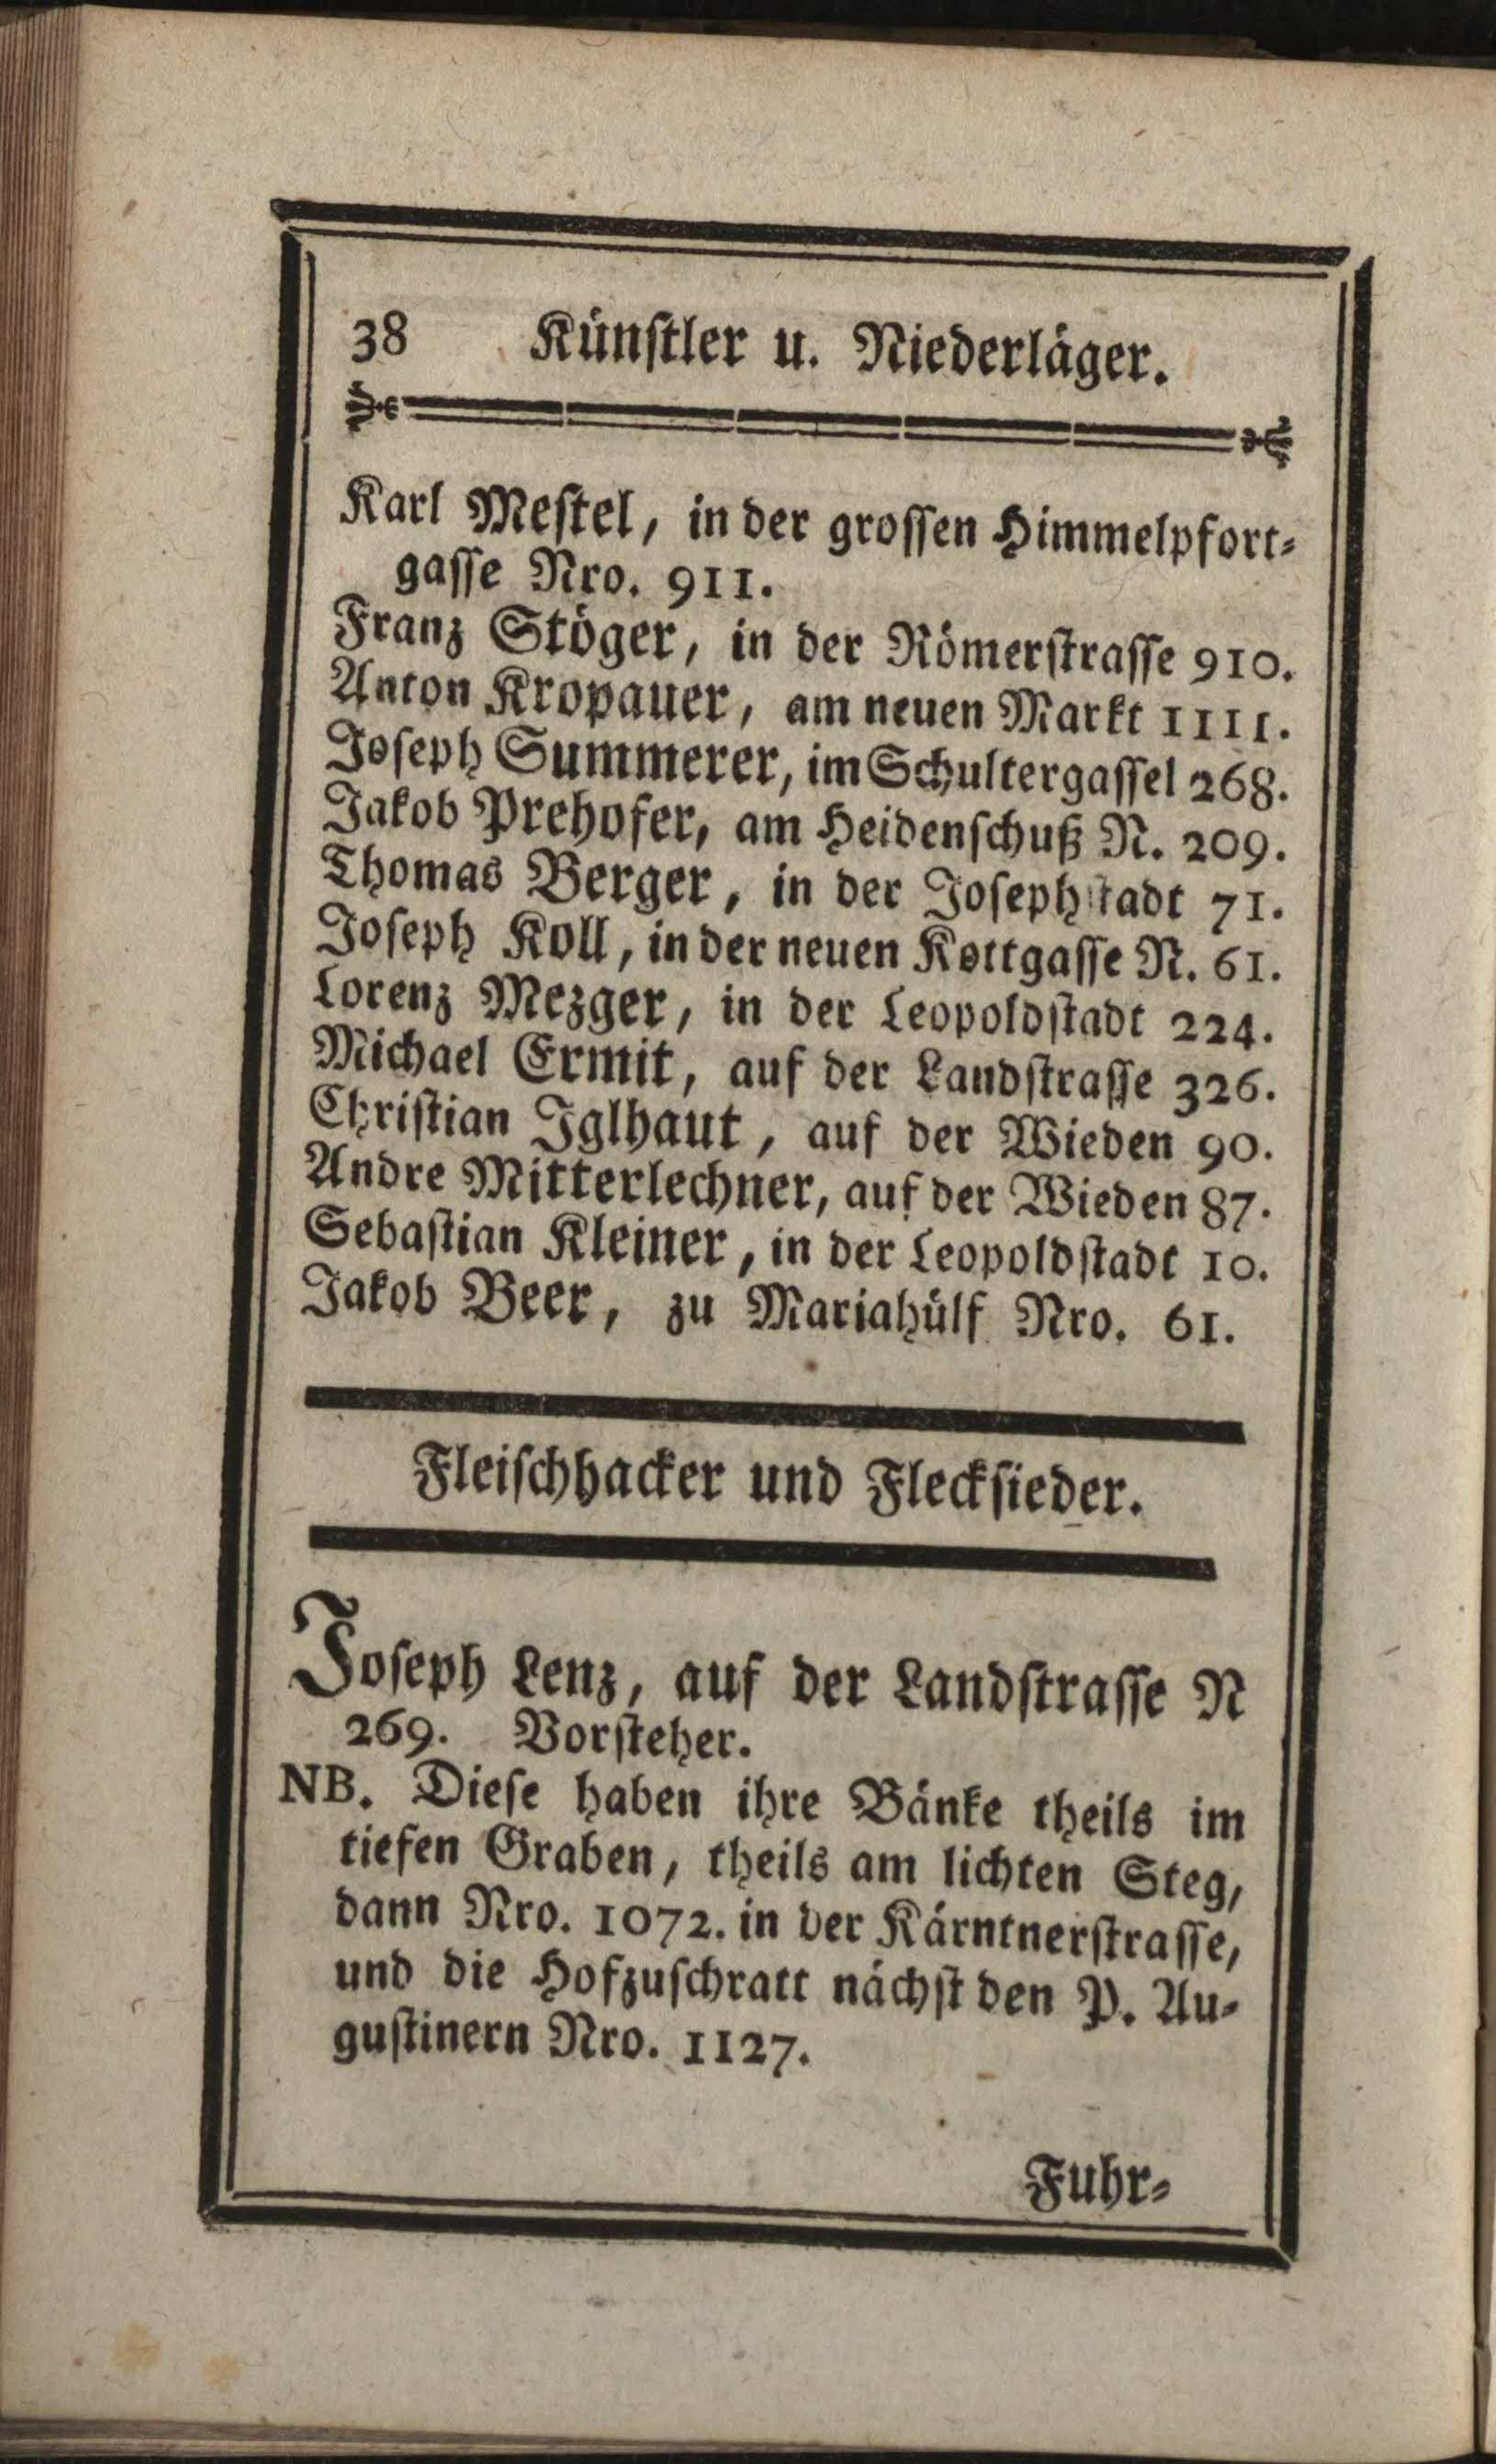 38 Künſtler u. Niederläger.
Karl Meſtel, in der groſſen Himmelpfort⸗
gaſſe Nro. 911.
Franz Stöger, in der Römerſtraſſe 910.
Anton Kropauer, am neuen Markt 1111.
Joſeph Summerer, im Schultergaſſel 268.
Jakob Prehofer, am Heidenſchuß N. 209.
Thomas Berger, in der Joſephſtadt 71.
Joſeph Koll, in der neuen Kottgaſſe N. 61.
Lorenz Mezger, in der Leopoldſtadt 224.
Michael Ermit, auf der Landſtraſſe 326.
Chriſtian Iglhaut, auf der Wieden 90.
Andre Mitterlechner, auf der Wieden 87.
Sebaſtian Kleiner, in der Leopoldſtadt 10.
Jakob Beer, zu Mariahülf Nro. 61.
Fleiſchhacker und Fleckſieder.
Joſeph Lenz, auf der Landſtraſſe N
269. Vorſteher.
NB. Dieſe haben ihre Bänke theils im
tiefen Graben, theils am lichten Steg,
dann Nro. 1072. in der Kärntnerſtraſſe,
und die Hofzuſchratt nächſt den P. Au⸗
guſtinern Nro. 1127.
Fuhr⸗